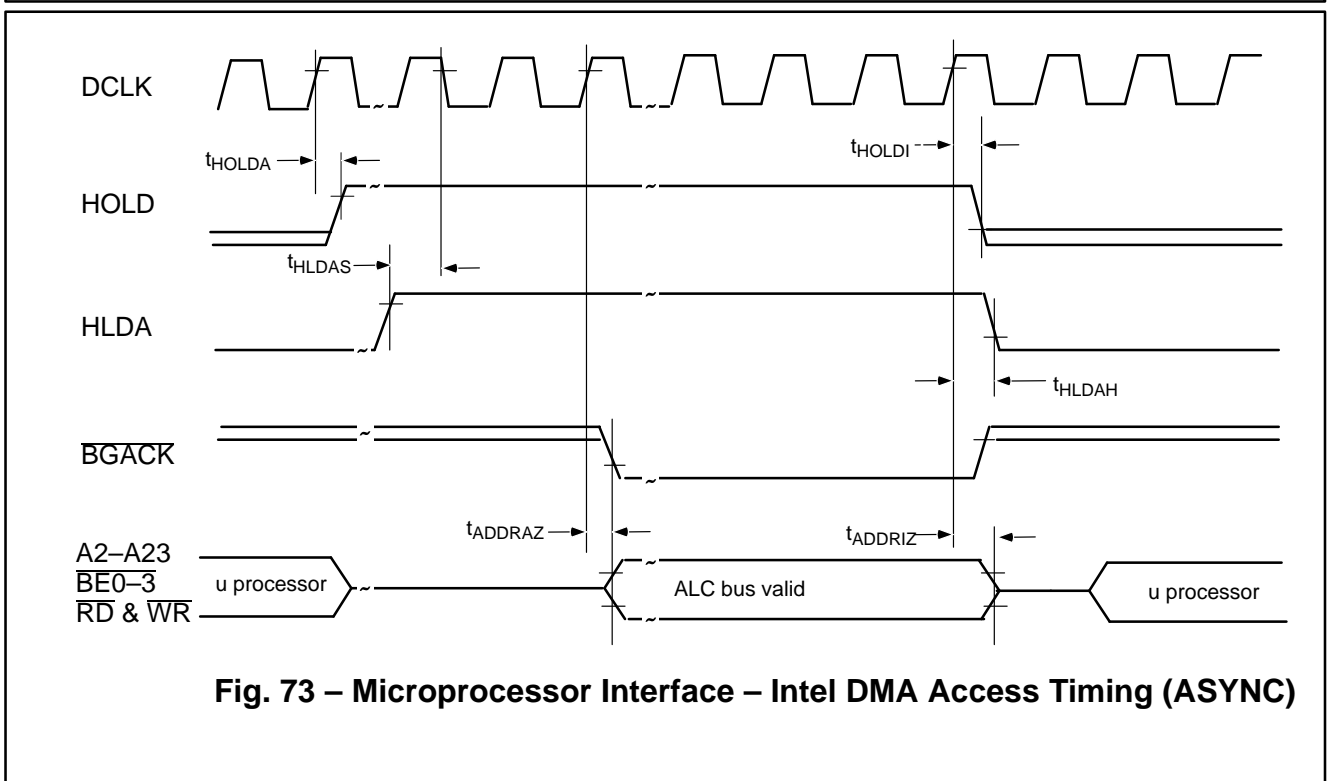 DCLK
tHOLDA
tHOLDI
HOLD
tHLDAS
HLDA
tHLDAH
BGACK
tADDRAZ
tADDRIZ
A2–A23
BE0–3
RD & WR
u processor
ALC bus valid
u processor
Fig. 73 – Microprocessor Interface – Intel DMA Access Timing (ASYNC)